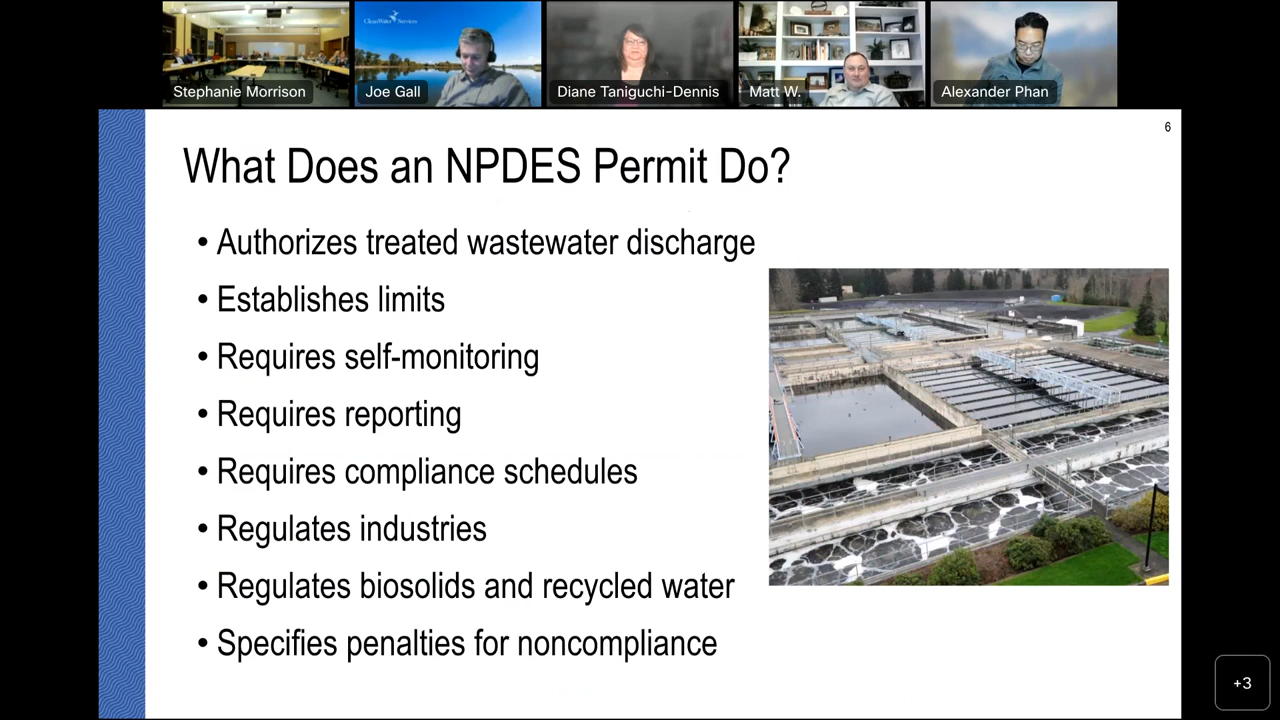 CleanWater Services
Stephanie Morrison
Joe Gall
Diane Taniguchi-Dennis
Matt W.
Alexander Phan
6
What Does an NPDES Permit Do?
• Authorizes treated wastewater discharge
• Establishes limits
• Requires self-monitoring
• Requires reporting
• Requires compliance schedules
• Regulates industries
• Regulates biosolids and recycled water
• Specifies penalties for noncompliance
+3